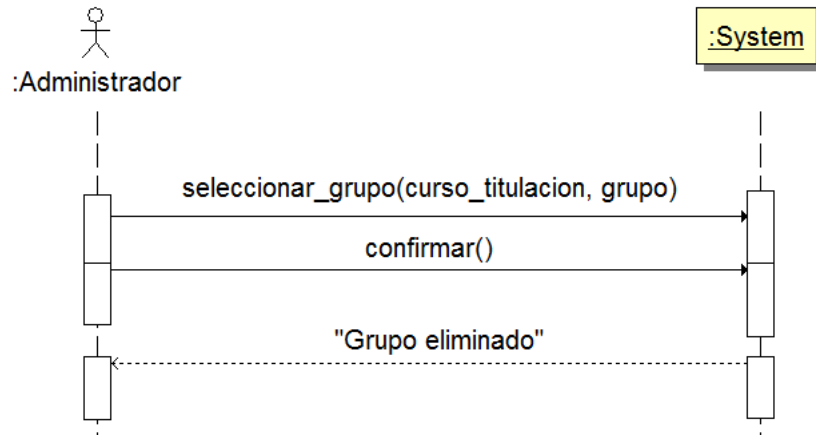 :System
:Administrador
seleccionar_grupo(curso_titulacion, grupo)
confirmar()
"Grupo eliminado"